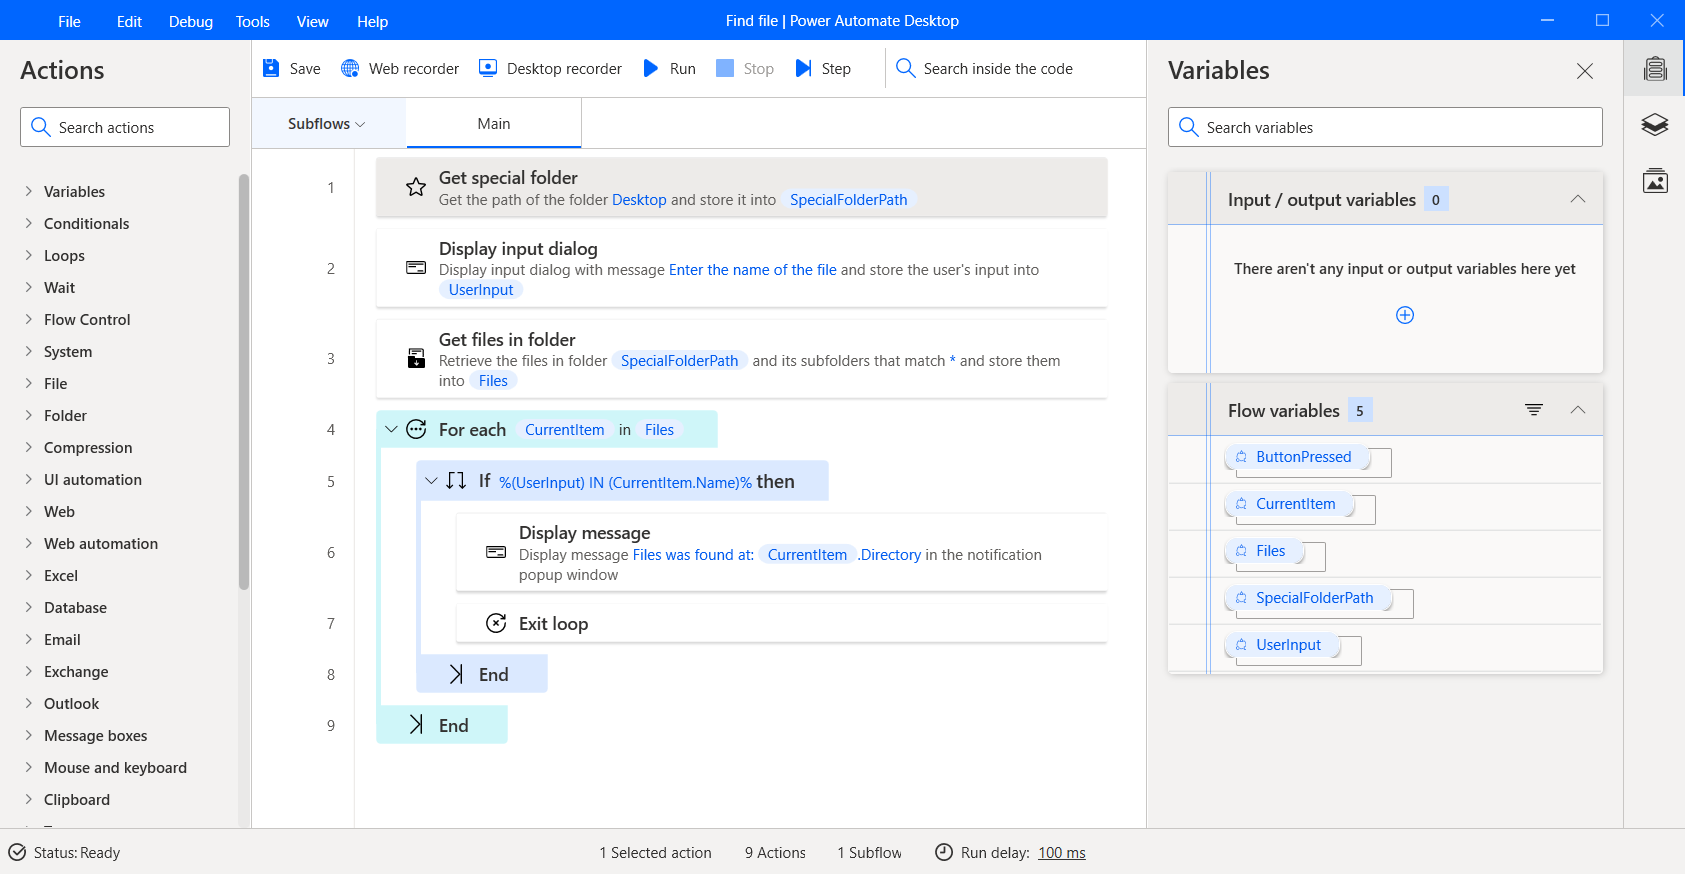 File Edit Debug Tools View Help Find file | Power Automate Desktop
Actions
Search actions
Variables
Conditionals
Loops
Wait
Flow Control
System
File
Folder
Compression
UI automation
Web
Web automation
Excel
Database
Email
Exchange
Outlook
Message boxes
Mouse and keyboard
Clipboard
Save Web recorder Desktop recorder Run Stop Step Search inside the code
Subflows Main
1 Get special folder
Get the path of the folder Desktop and store it into SpecialFolderPath
2 Display input dialog
Display input dialog with message Enter the name of the file and store the user's input into
UserInput
3 Get files in folder
Retrieve the files in folder SpecialFolderPath and its subfolders that match * and store them
into Files
4 For each CurrentItem in Files
5 If %(UserInput) IN (CurrentItem.Name)% then
6 Display message
Display message Files was found at: CurrentItem .Directory in the notification
popup window
7 Exit loop
8 End
9 End
Variables
Search variables
Input / output variables 0
There aren't any input or output variables here yet
Flow variables 5
ButtonPressed
CurrentItem
Files
SpecialFolderPath
UserInput
Status: Ready 1 Selected action 9 Actions 1 Subflow Run delay: 100 ms